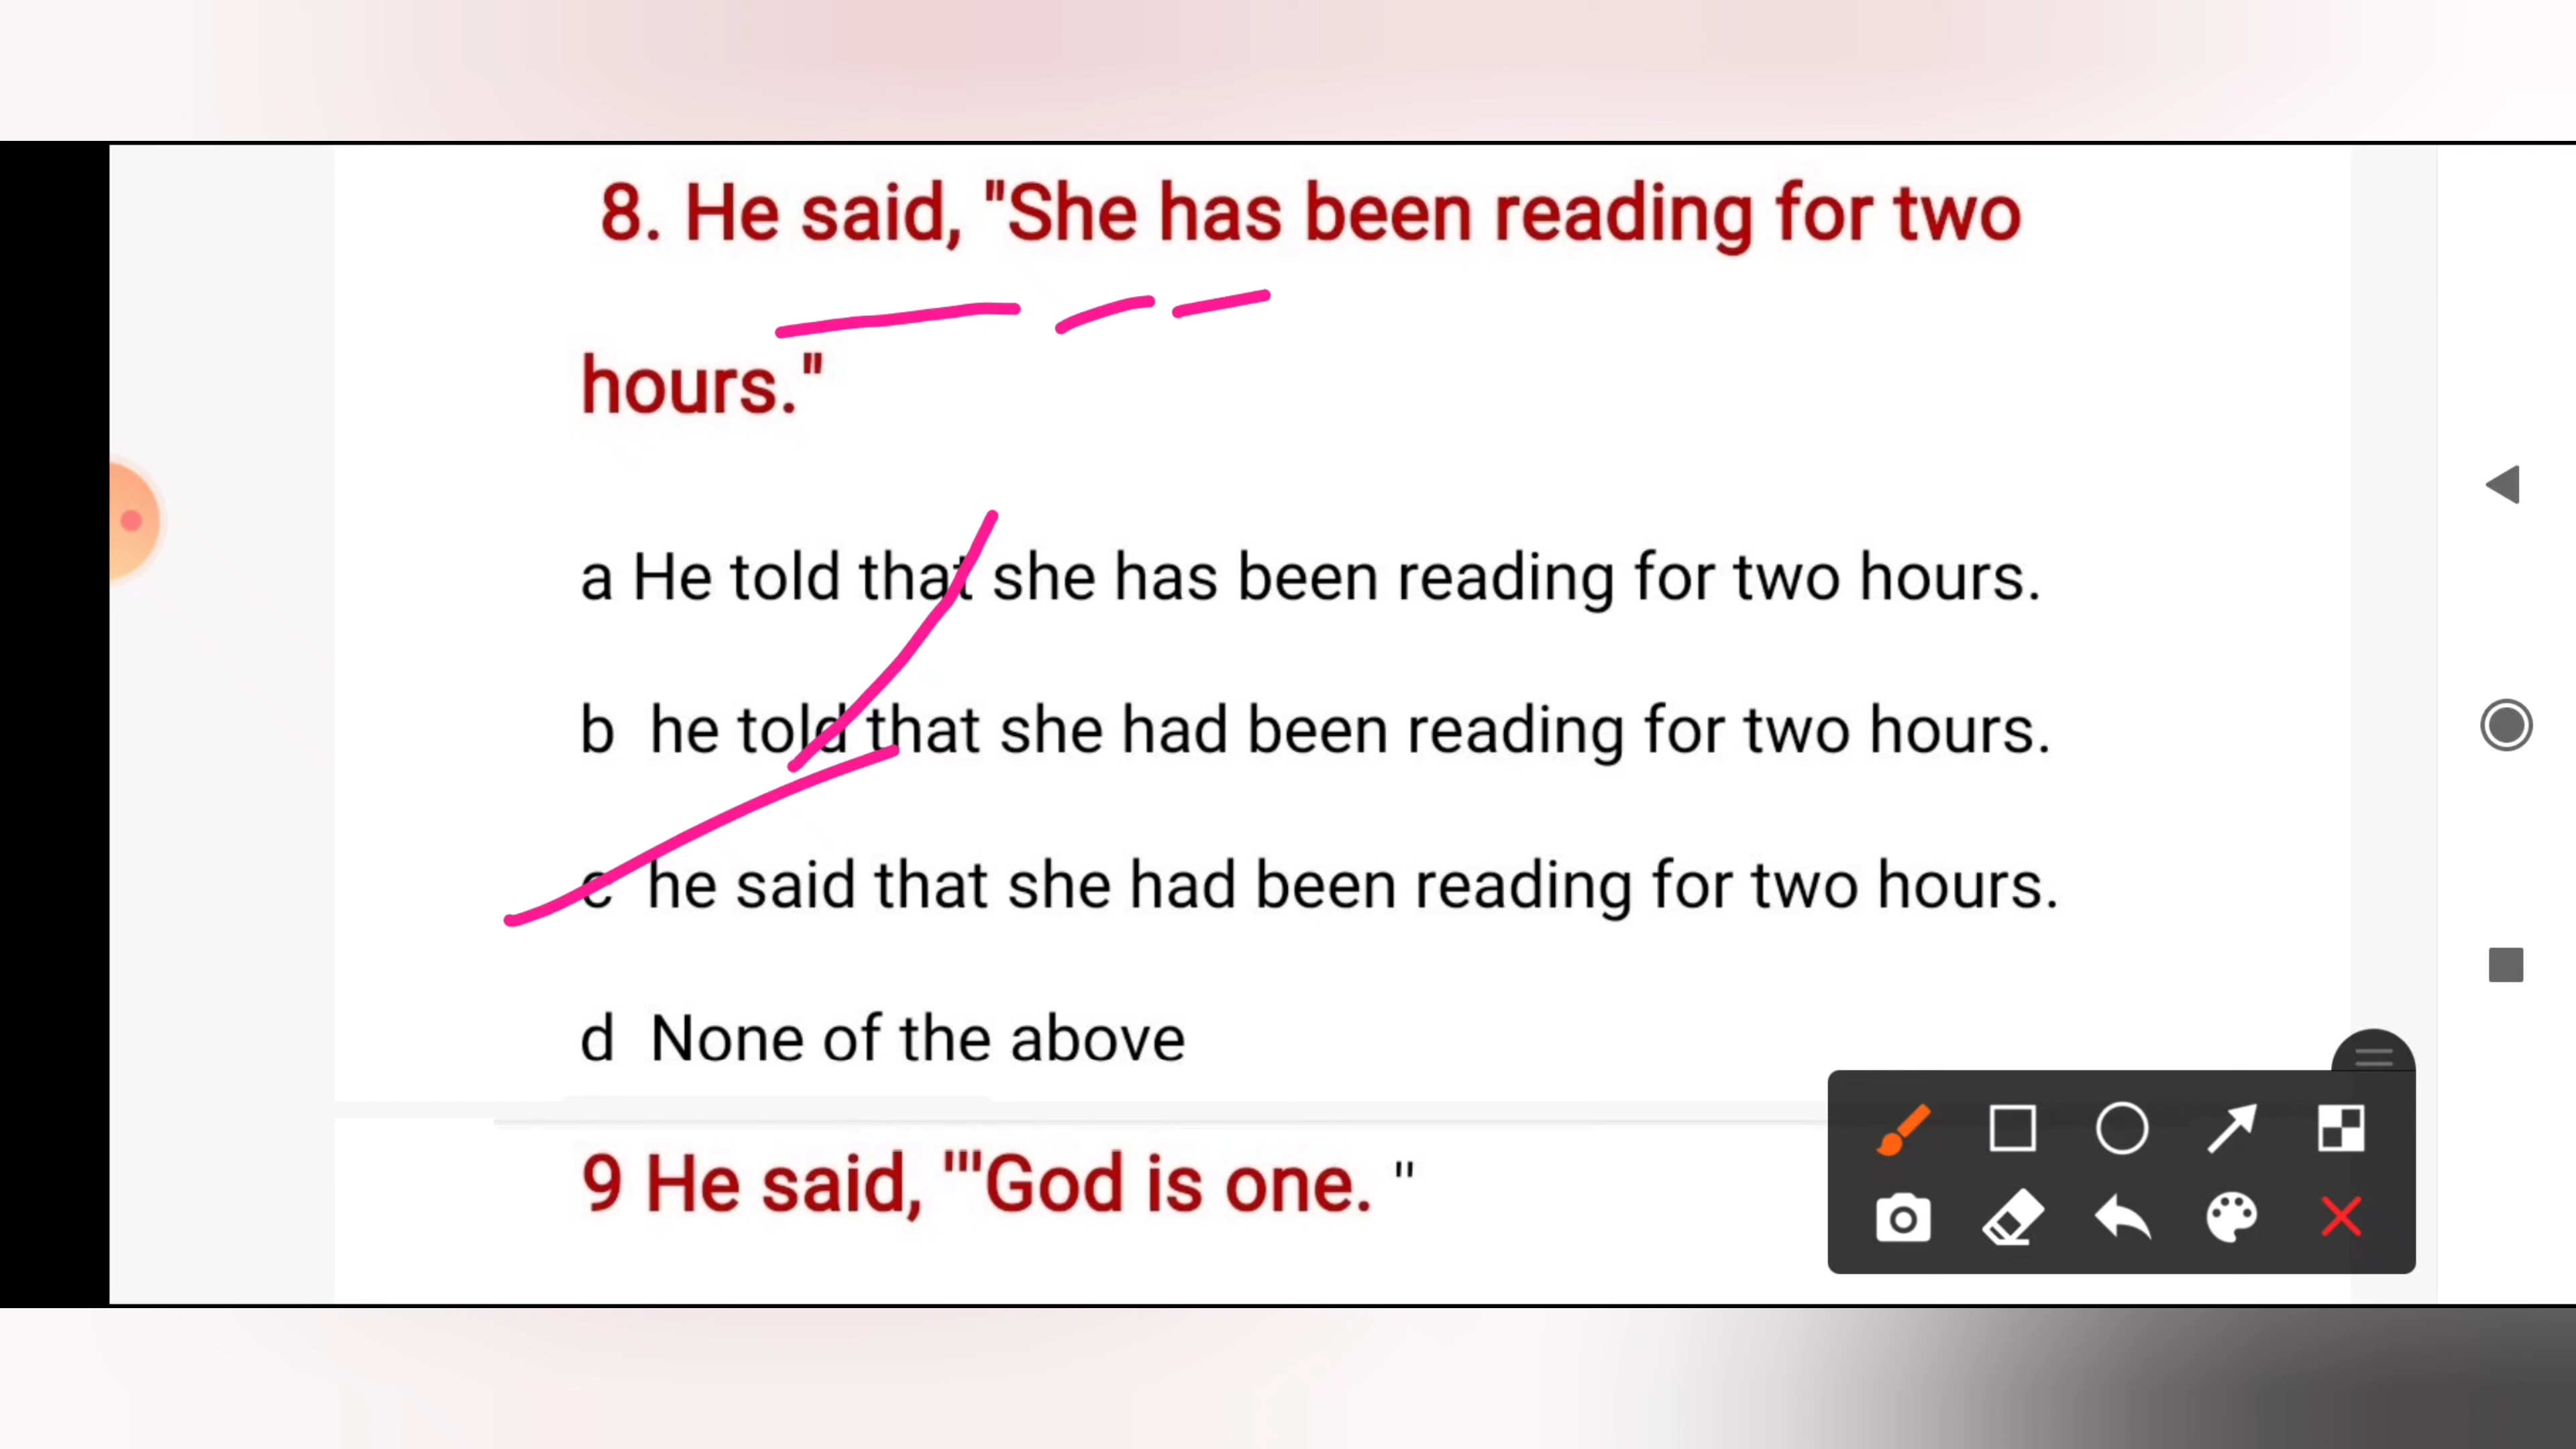 8. He said, "She has been reading for two
hours."
a He told that she has been reading for two hours.
b he told that she had been reading for two hours.
c he said that she had been reading for two hours.
d None of the above
9 He said, '"God is one. "